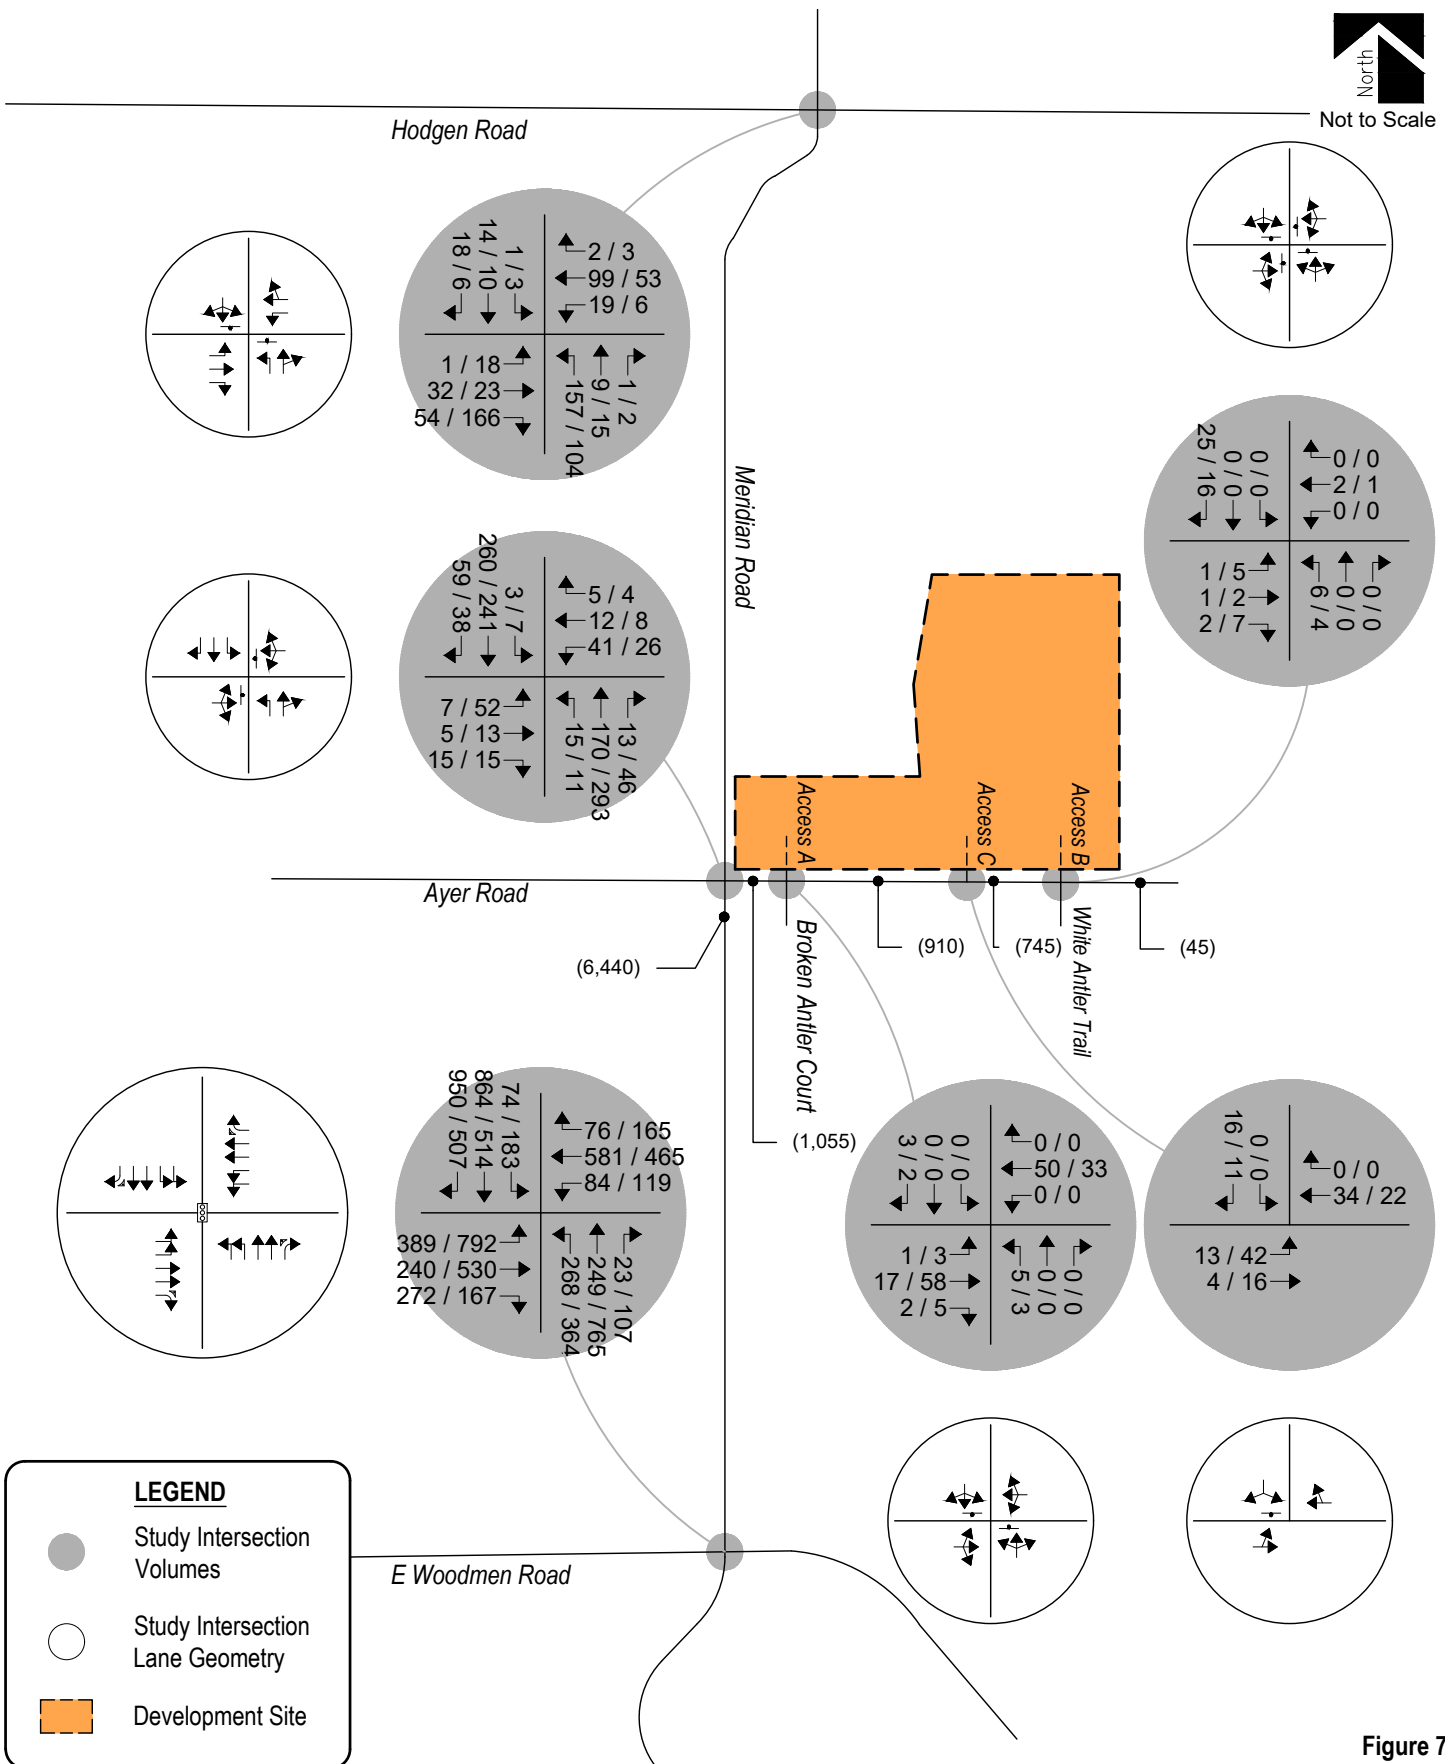 North
Not to Scale
Hodgen Road
18 / 6
14 / 10
1 / 3
2 / 3
99 / 53
19 / 6
1 / 18
32 / 23
54 / 166
157 / 104
9 / 15
1 / 2
Meridian Road
25 / 16
0 / 0
0 / 0
0 / 0
2 / 1
0 / 0
1 / 5
1 / 2
2 / 7
6 / 4
0 / 0
0 / 0
59 / 38
260 / 241
3 / 7
5 / 4
12 / 8
41 / 26
7 / 52
5 / 13
15 / 15
15 / 11
170 / 293
13 / 46
Access A
Access C
Access B
Ayer Road
Broken Antler Court
White Antler Trail
(6,440)
(910)
(745)
(45)
(1,055)
950 / 507
864 / 514
74 / 183
76 / 165
581 / 465
84 / 119
389 / 792
240 / 530
272 / 167
268 / 364
249 / 765
23 / 107
3 / 2
0 / 0
0 / 0
0 / 0
50 / 33
0 / 0
1 / 3
17 / 58
2 / 5
5 / 3
0 / 0
0 / 0
16 / 11
0 / 0
0 / 0
34 / 22
13 / 42
4 / 16
LEGEND
Study Intersection
Volumes
Study Intersection
Lane Geometry
Development Site
E Woodmen Road
Figure 7